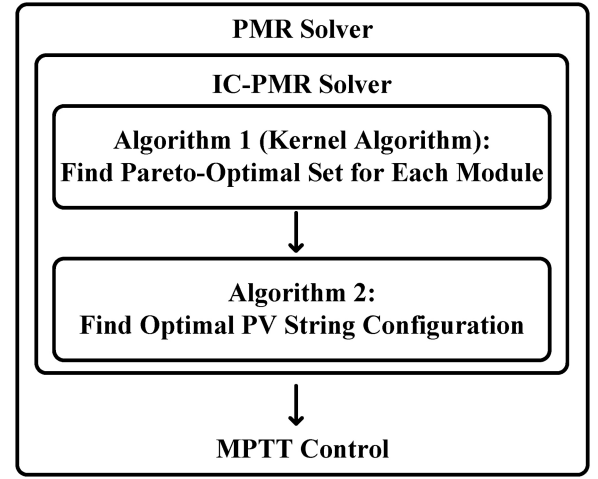 PMR Solver
IC-PMR Solver
Algorithm 1 (Kernel Algorithm):
Find Pareto-Optimal Set for Each Module
Algorithm 2:
Find Optimal PV String Configuration
MPTT Control